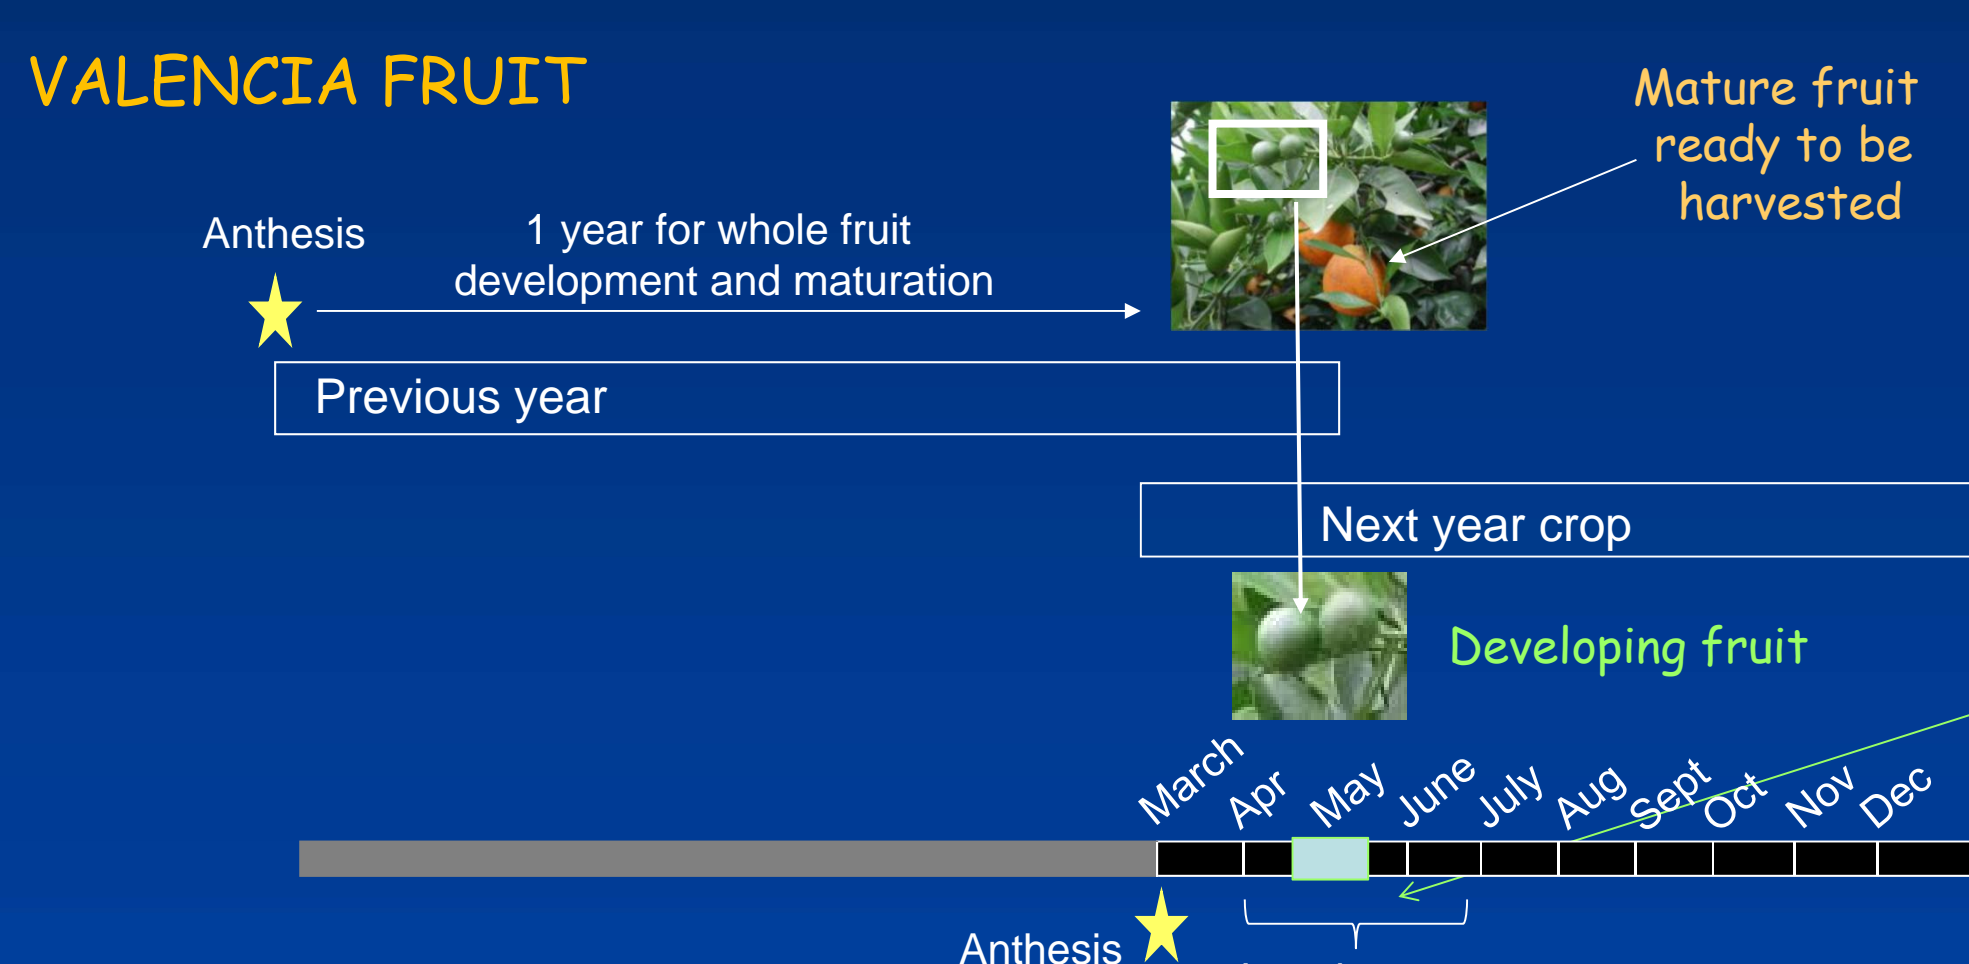 VALENCIA FRUIT
Mature fruit
ready to be
harvested
Anthesis
1 year for whole fruit
development and maturation
Previous year
Next year crop
Developing fruit
March
Apr
May
June
July
Aug
Sept
Oct
Nov
Dec
Anthesis